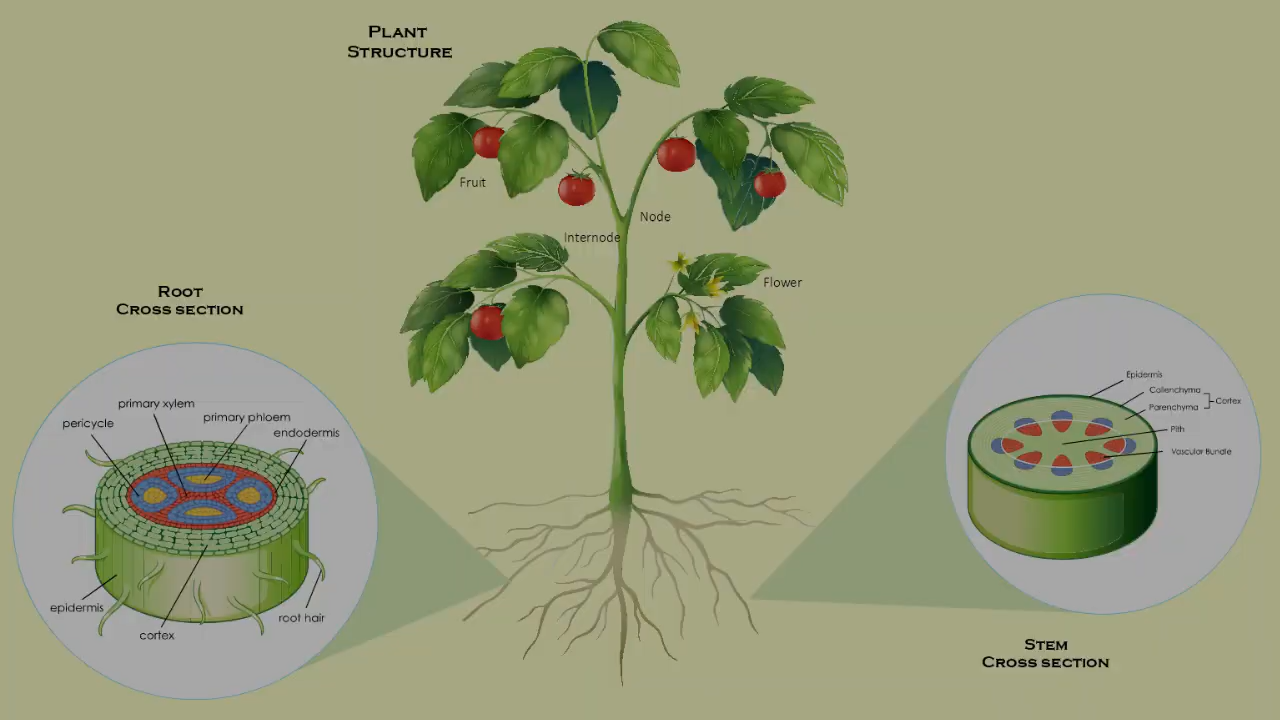 PLANT
STRUCTURE
Fruit
Node
Internode
Flower
ROOT
CROSS SECTION
primary xylem
pericycle
primary phloem
endodermis
epidermis
cortex
root hair
Epidermis
Collenchyma
Cortex
Parenchyma
Pith
Vascular Bundle
STEM
CROSS SECTION